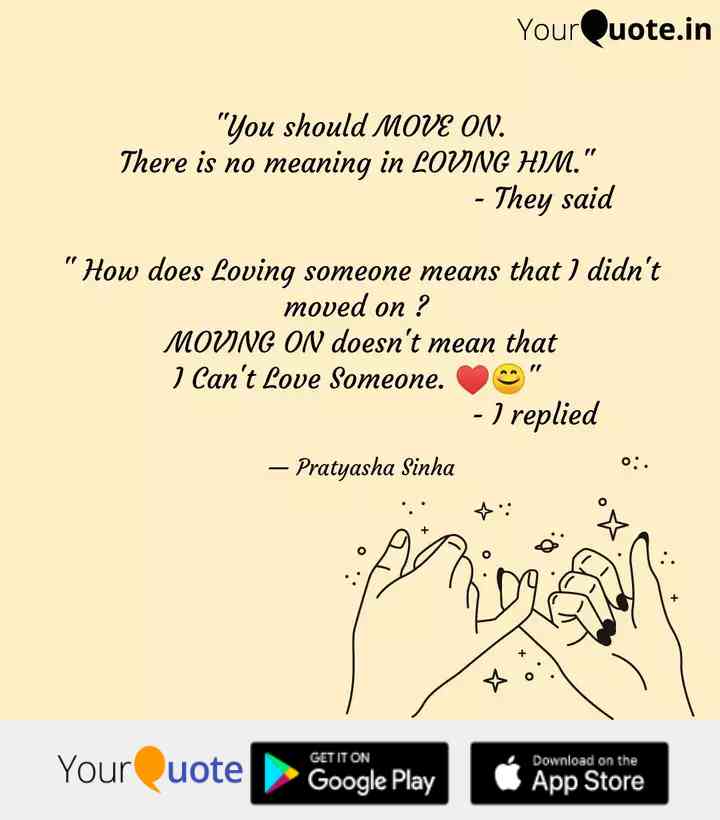 YourQuote.in
"You should MOVE ON.
There is no meaning in LOVING HIM."
- They said
" How does Loving someone means that I didn't
moved on ?
MOVING ON doesn't mean that
I Can't Love Someone. ❤️😊"
- I replied
— Pratyasha Sinha
YourQuote
GET IT ON
Google Play
Download on the
App Store